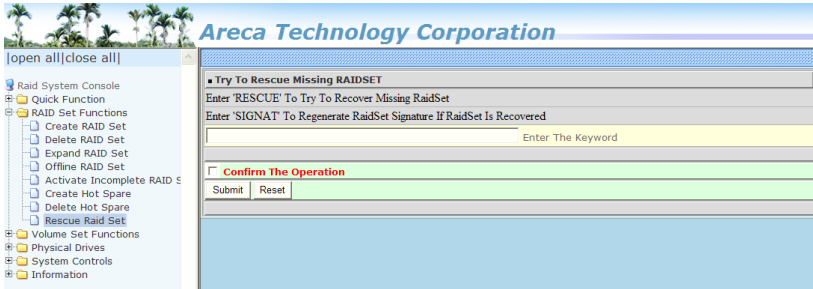 Areca Technology Corporation
|open all|close all|
Raid System Console
Quick Function
RAID Set Functions
Create RAID Set
Delete RAID Set
Expand RAID Set
Offline RAID Set
Activate Incomplete RAID S
Create Hot Spare
Delete Hot Spare
Rescue Raid Set
Volume Set Functions
Physical Drives
System Controls
Information
Try To Rescue Missing RAIDSET
Enter 'RESCUE' To Try To Recover Missing RaidSet
Enter 'SIGNAT' To Regenerate RaidSet Signature If RaidSet Is Recovered
Enter The Keyword
Confirm The Operation
Submit Reset